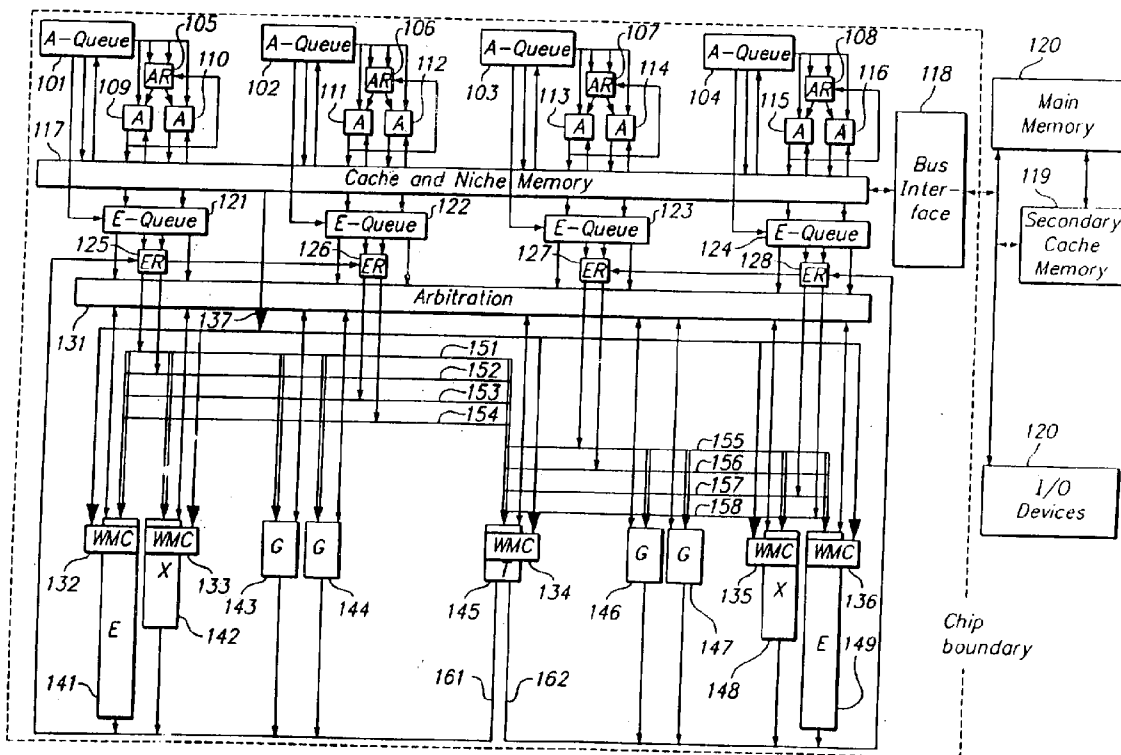 A-Queue
105
101
AR
110
109
A
A
A-Queue
106
102
AR
112
111
A
A
A-Queue
107
103
AR
114
113
A
A
A-Queue
108
104
AR
116
115
A
A
118
Bus
Inter-
face
120
Main
Memory
119
Secondary
Cache
Memory
117
Cache and Niche Memory
121
E-Queue
122
E-Queue
123
E-Queue
124
E-Queue
125
ER
126
ER
127
ER
128
ER
Arbitration
131
137
151
152
153
154
155
156
157
158
120
I/O
Devices
WMC
132
WMC
133
X
142
E
141
G
143
G
144
WMC
134
T
145
G
146
G
147
WMC
135
X
148
WMC
136
E
149
161
162
Chip
boundary